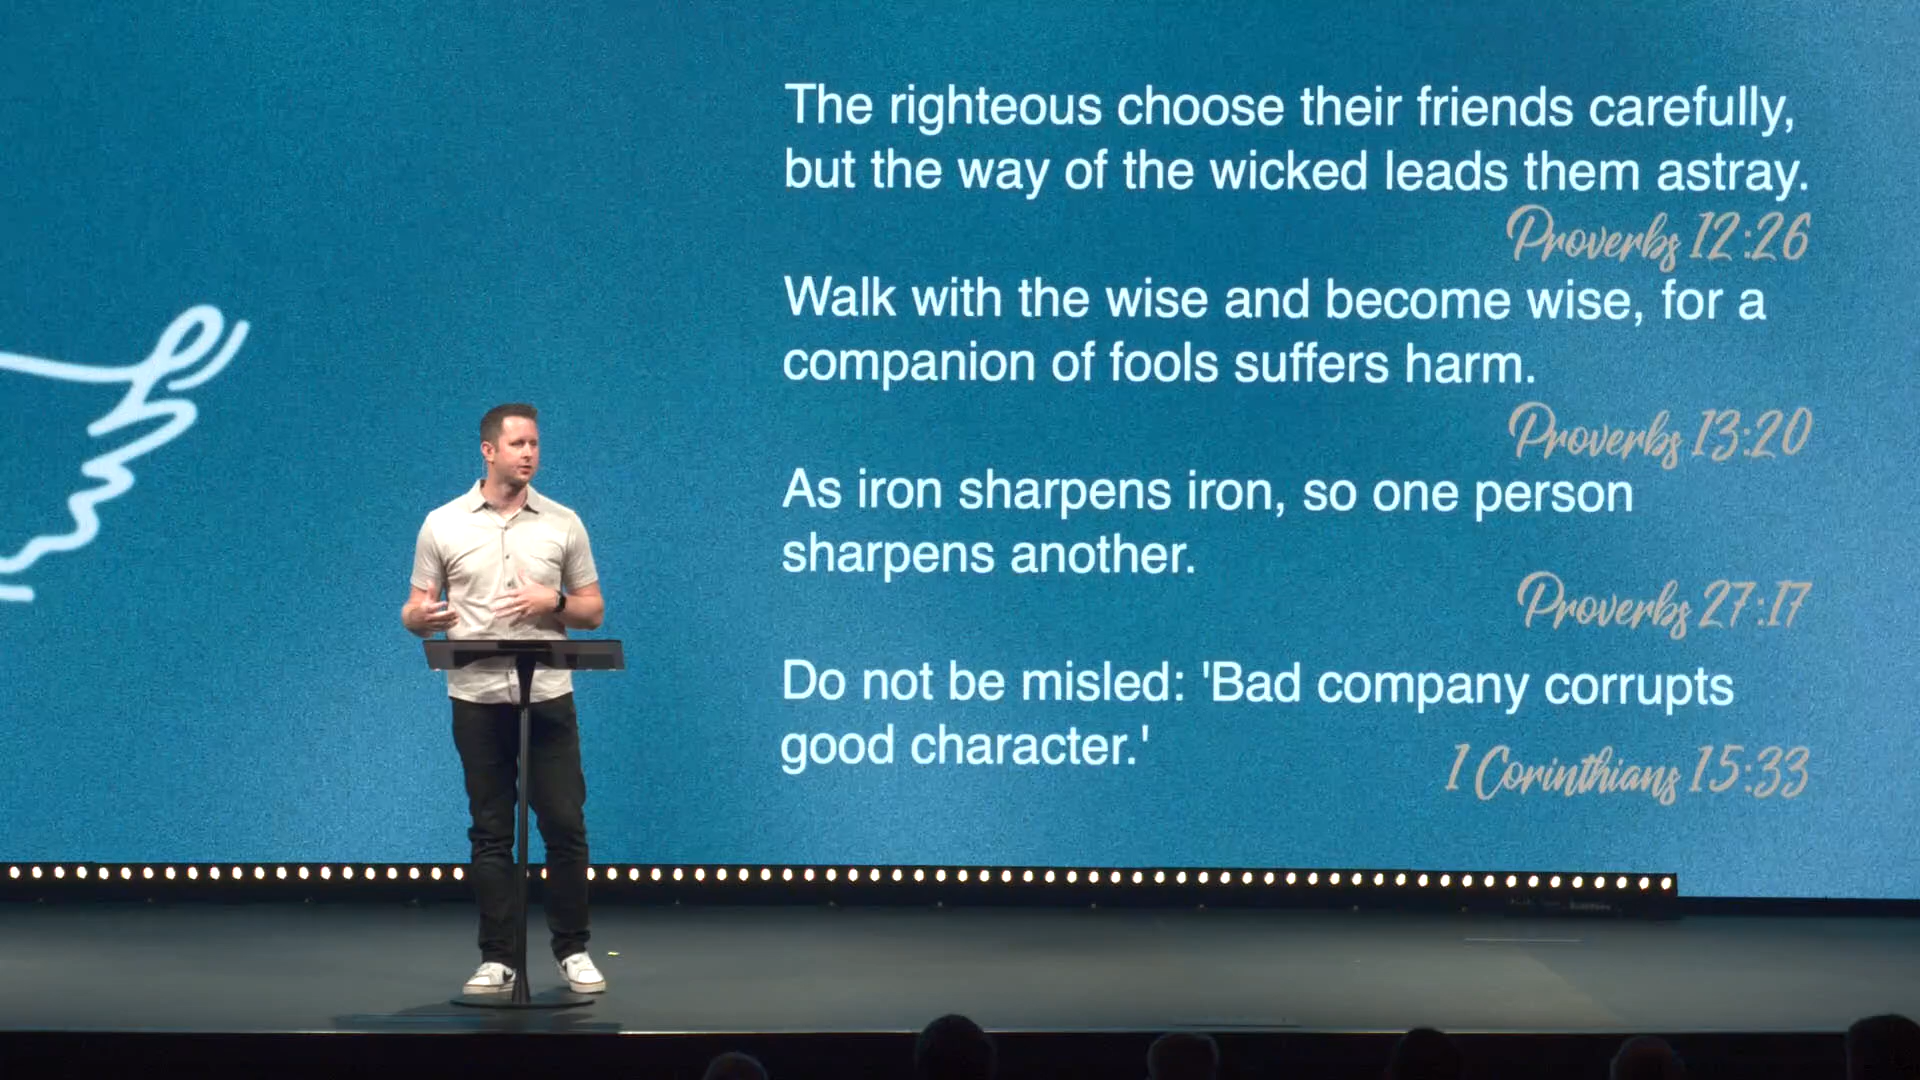 The righteous choose their friends carefully,
but the way of the wicked leads them astray.
Proverbs 12:26
Walk with the wise and become wise, for a
companion of fools suffers harm.
Proverbs 13:20
As iron sharpens iron, so one person
sharpens another.
Proverbs 27:17
Do not be misled: 'Bad company corrupts
good character.'
1 Corinthians 15:33